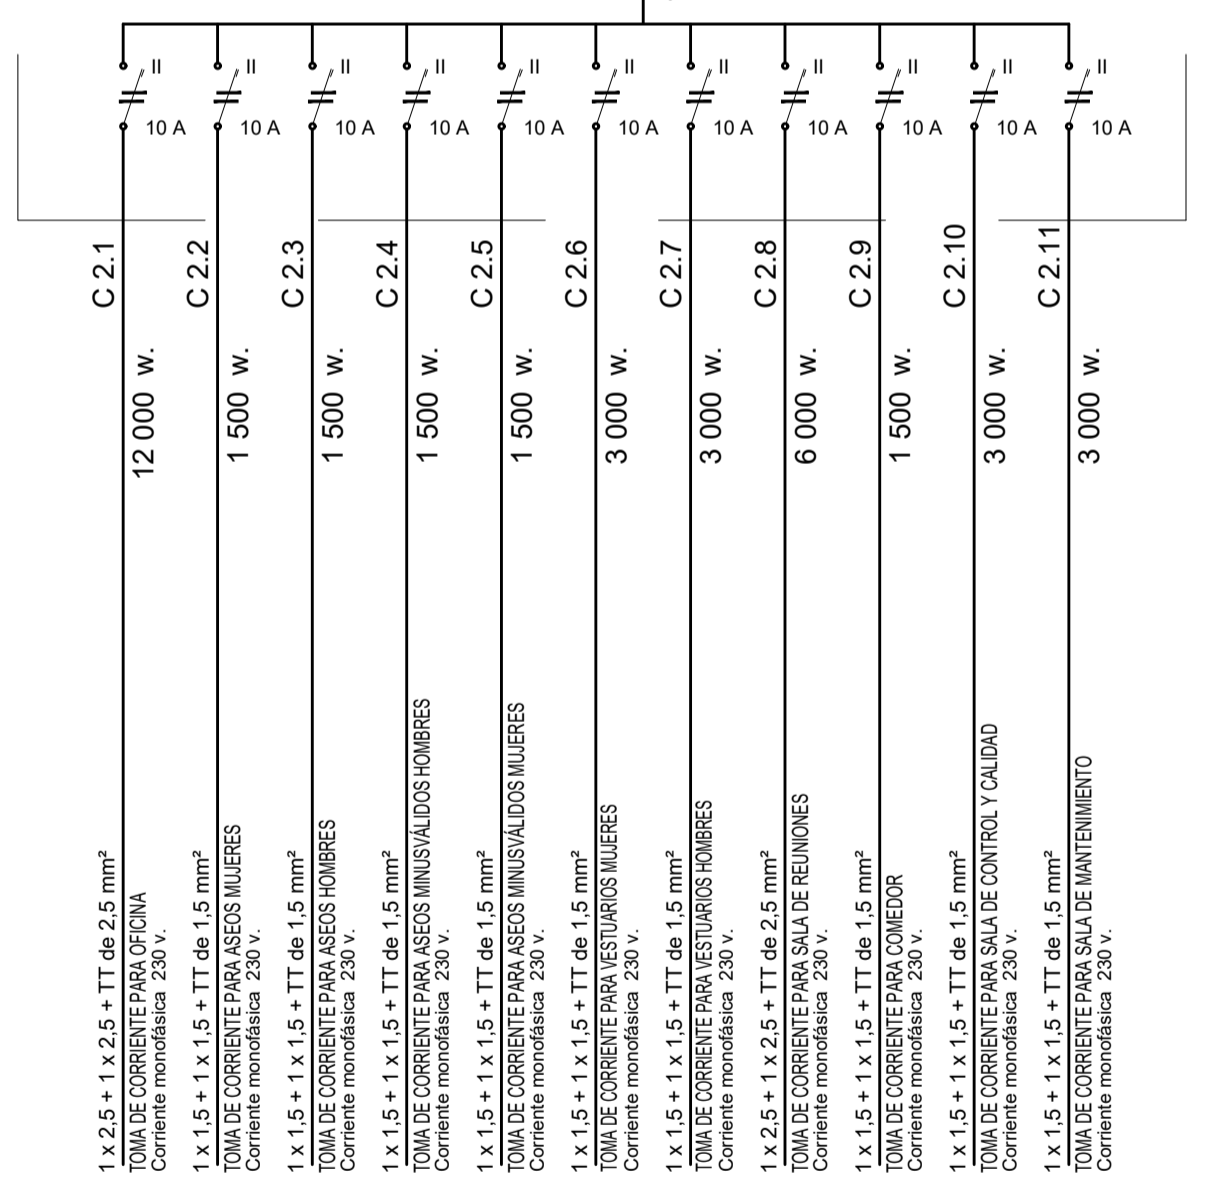 II
10 A
C 2.1
12 000 w.
1 x 2,5 + 1 x 2,5 + TT de 2,5 mm²
TOMA DE CORRIENTE PARA OFICINA
Corriente monofásica 230 v.
II
10 A
C 2.2
1 500 w.
1 x 1,5 + 1 x 1,5 + TT de 1,5 mm²
TOMA DE CORRIENTE PARA ASEOS MUJERES
Corriente monofásica 230 v.
II
10 A
C 2.3
1 500 w.
1 x 1,5 + 1 x 1,5 + TT de 1,5 mm²
TOMA DE CORRIENTE PARA ASEOS HOMBRES
Corriente monofásica 230 v.
II
10 A
C 2.4
1 500 w.
1 x 1,5 + 1 x 1,5 + TT de 1,5 mm²
TOMA DE CORRIENTE PARA ASEOS MINUSVÁLIDOS HOMBRES
Corriente monofásica 230 v.
II
10 A
C 2.5
1 500 w.
1 x 1,5 + 1 x 1,5 + TT de 1,5 mm²
TOMA DE CORRIENTE PARA ASEOS MINUSVÁLIDOS MUJERES
Corriente monofásica 230 v.
II
10 A
C 2.6
3 000 w.
1 x 1,5 + 1 x 1,5 + TT de 1,5 mm²
TOMA DE CORRIENTE PARA VESTUARIOS MUJERES
Corriente monofásica 230 v.
II
10 A
C 2.7
3 000 w.
1 x 1,5 + 1 x 1,5 + TT de 1,5 mm²
TOMA DE CORRIENTE PARA VESTUARIOS HOMBRES
Corriente monofásica 230 v.
II
10 A
C 2.8
6 000 w.
1 x 2,5 + 1 x 2,5 + TT de 2,5 mm²
TOMA DE CORRIENTE PARA SALA DE REUNIONES
Corriente monofásica 230 v.
II
10 A
C 2.9
1 500 w.
1 x 1,5 + 1 x 1,5 + TT de 1,5 mm²
TOMA DE CORRIENTE PARA COMEDOR
Corriente monofásica 230 v.
II
10 A
C 2.10
3 000 w.
1 x 1,5 + 1 x 1,5 + TT de 1,5 mm²
TOMA DE CORRIENTE PARA SALA DE CONTROL Y CALIDAD
Corriente monofásica 230 v.
II
10 A
C 2.11
3 000 w.
1 x 1,5 + 1 x 1,5 + TT de 1,5 mm²
TOMA DE CORRIENTE PARA SALA DE MANTENIMIENTO
Corriente monofásica 230 v.